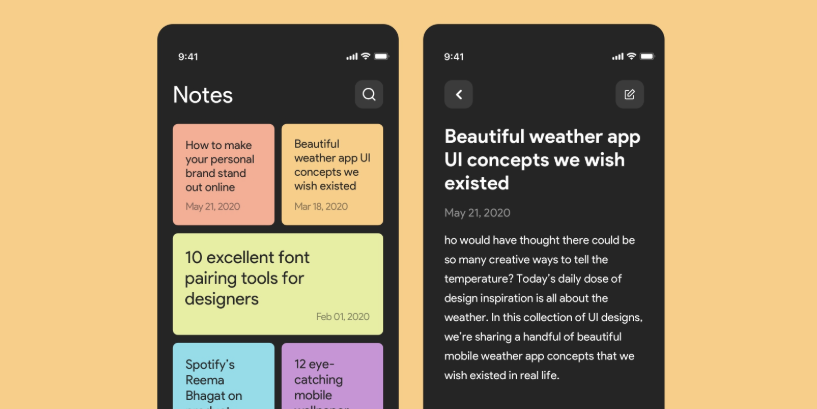 9:41
Notes
How to make
your personal
brand stand
out online
May 21, 2020
Beautiful
weather app UI
concepts we
wish existed
Mar 18, 2020
10 excellent font
pairing tools for
designers
Feb 01, 2020
Spotify's
Reema
Bhagat on
12 eye-
catching
mobile
9:41
Beautiful weather app
UI concepts we wish
existed
May 21, 2020
ho would have thought there could be
so many creative ways to tell the
temperature? Today's daily dose of
design inspiration is all about the
weather. In this collection of UI designs,
we're sharing a handful of beautiful
mobile weather app concepts that we
wish existed in real life.